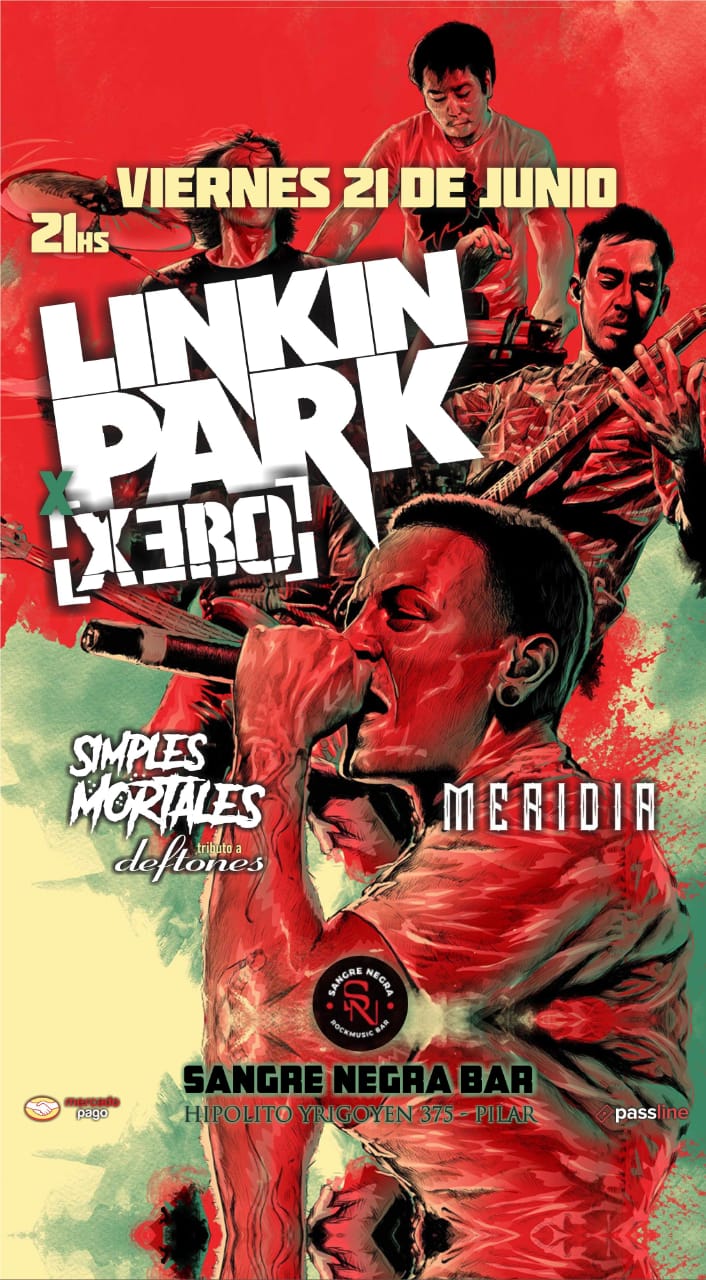 VIERNES 21 DE JUNIO
21HS
LINKIN
PARK
X
[XERO]
SIMPLES
MORTALES
tributo a
deftones
MERIDIA
SANGRE NEGRA
SN
ROCKMUSIC BAR
SANGRE NEGRA BAR
HIPOLITO YRIGOYEN 375 - PILAR
mercado
pago
passline